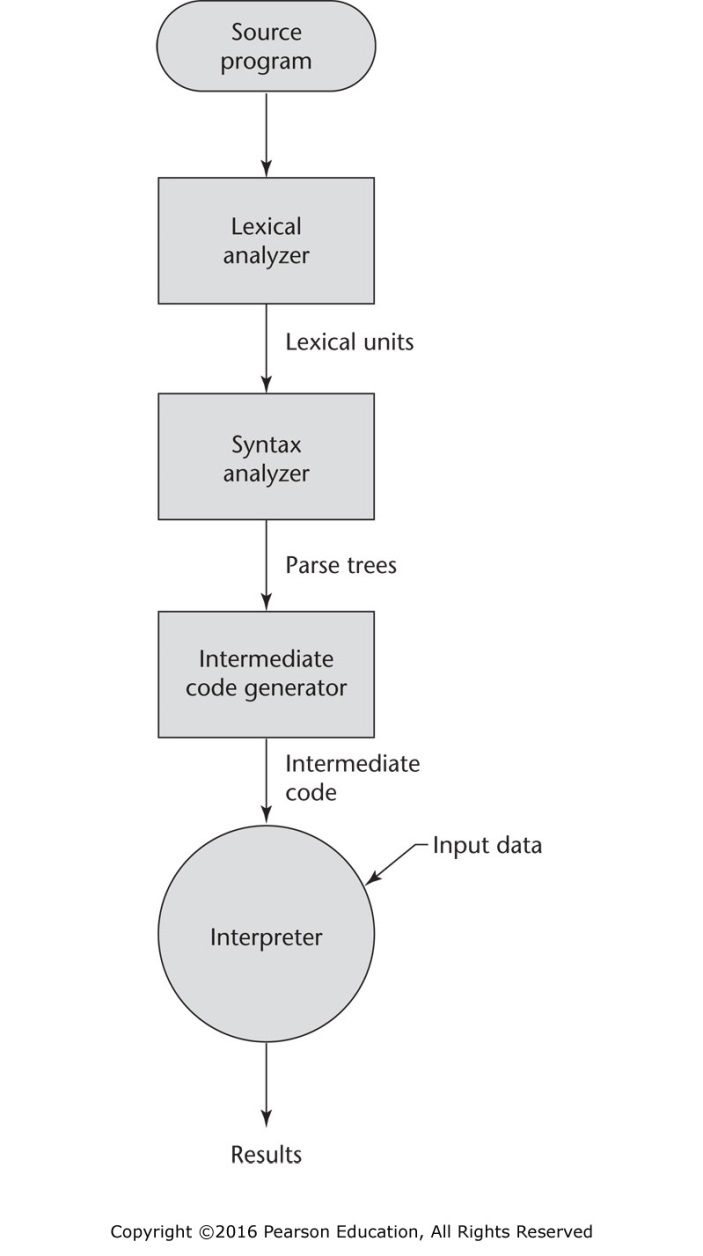 Source
program
Lexical
analyzer
Lexical units
Syntax
analyzer
Parse trees
Intermediate
code generator
Intermediate
code
Input data
Interpreter
Results
Copyright ©2016 Pearson Education, All Rights Reserved